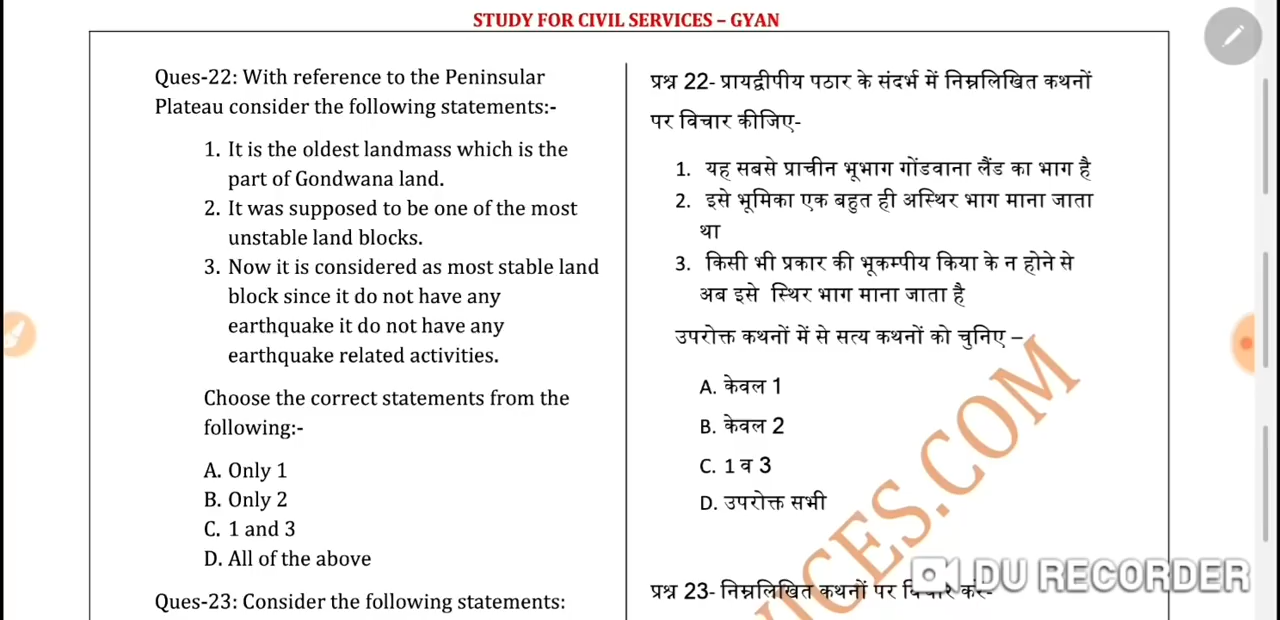 STUDY FOR CIVIL SERVICES – GYAN
Ques-22: With reference to the Peninsular
Plateau consider the following statements:-
1. It is the oldest landmass which is the
part of Gondwana land.
2. It was supposed to be one of the most
unstable land blocks.
3. Now it is considered as most stable land
block since it do not have any
earthquake it do not have any
earthquake related activities.
Choose the correct statements from the
following:-
A. Only 1
B. Only 2
C. 1 and 3
D. All of the above
Ques-23: Consider the following statements:
प्रश्न 22- प्रायद्वीपीय पठार के संदर्भ में निम्नलिखित कथनों
पर विचार कीजिए-
1. यह सबसे प्राचीन भूभाग गोंडवाना लैंड का भाग है
2. इसे भूमिका एक बहुत ही अस्थिर भाग माना जाता
था
3. किसी भी प्रकार की भूकम्पीय किया के न होने से
अब इसे स्थिर भाग माना जाता है
उपरोक्त कथनों में से सत्य कथनों को चुनिए –
A. केवल 1
B. केवल 2
C. 1 व 3
D. उपरोक्त सभी
प्रश्न 23- निम्नलिखित कथनों पर
VICES.COM
DU RECORDER